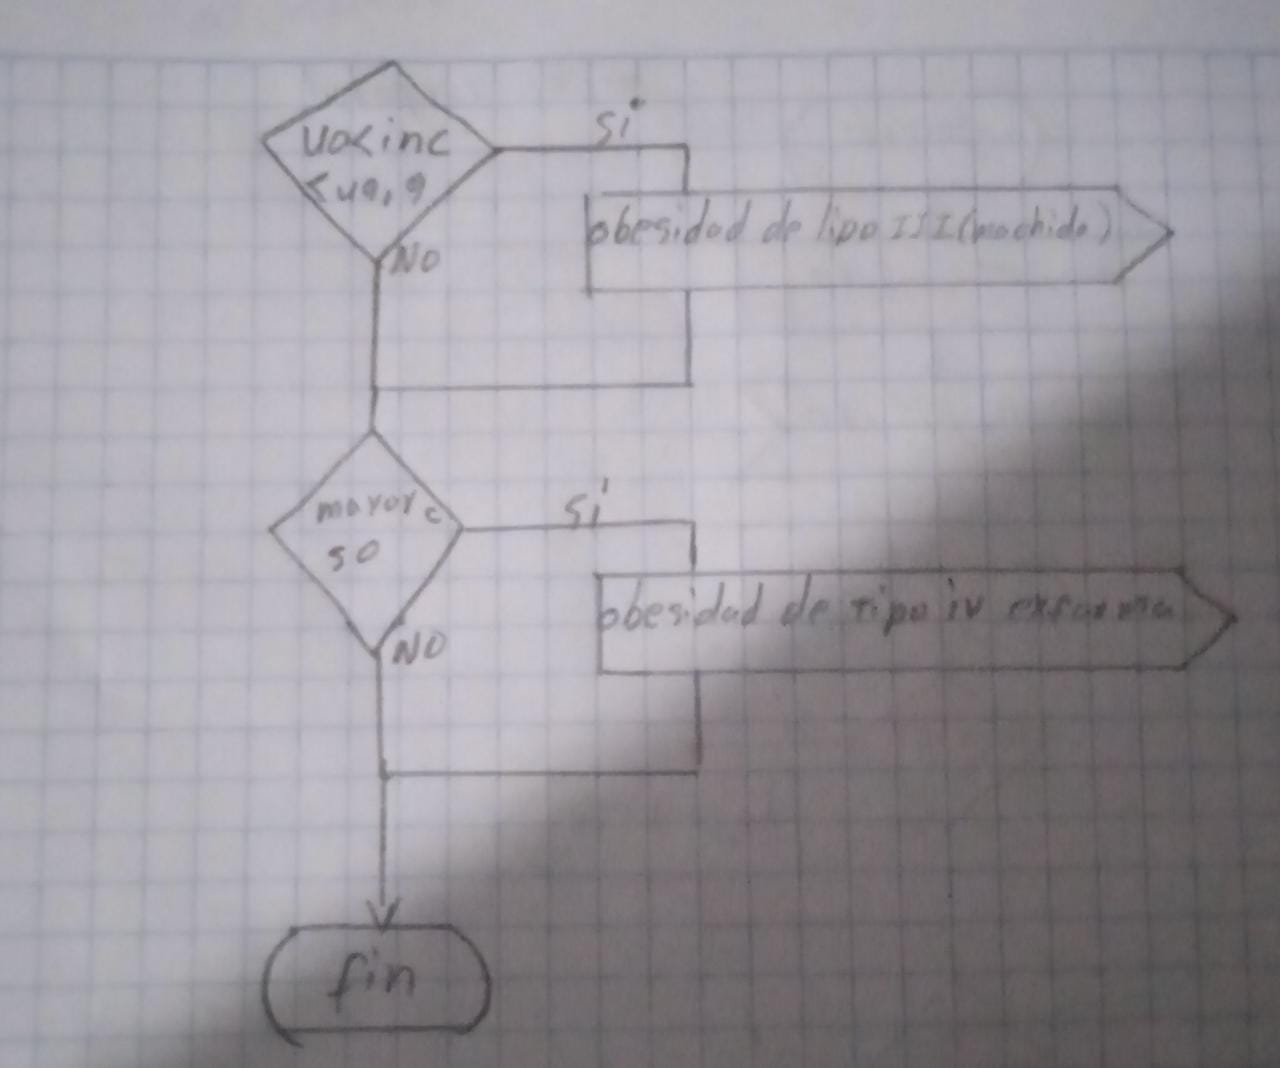 40<inc
<49,9
si
obesidad de tipo III (mochida)
NO
mayor c
50
si
obesidad de tipo iv
NO
fin